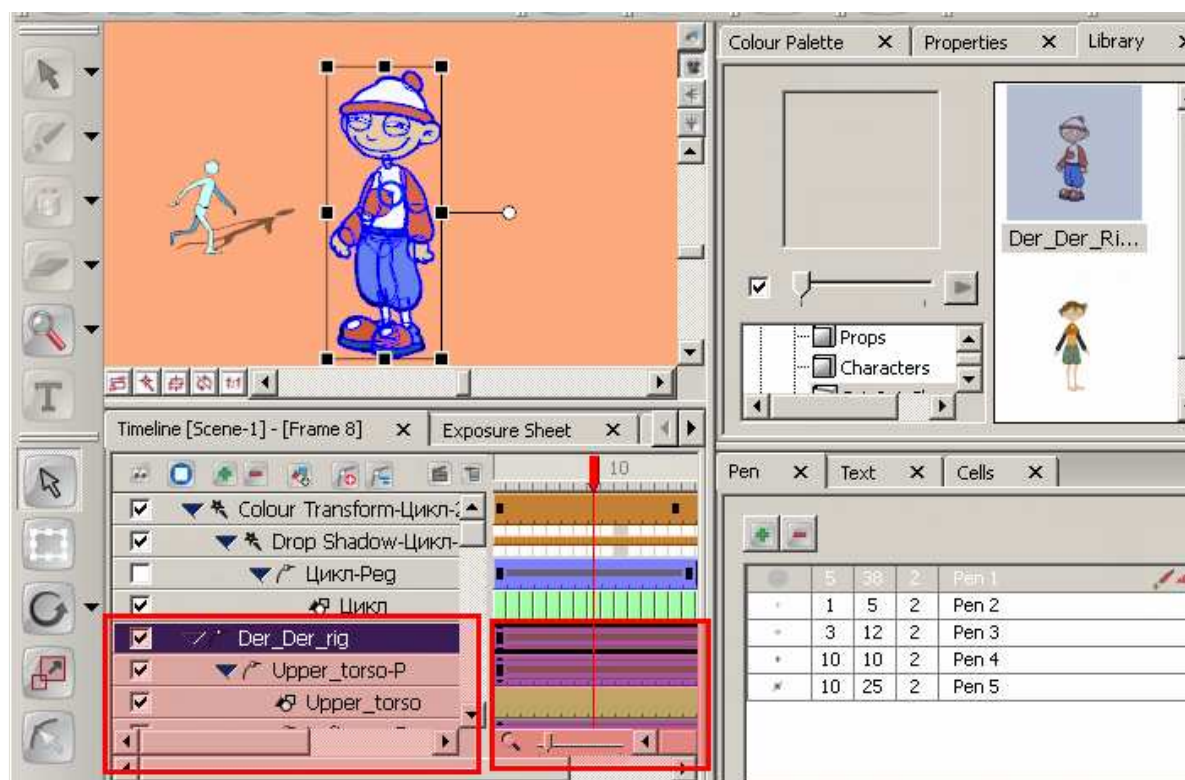 Colour Palette
Properties
Library
Der_Der_Ri...
Props
Characters
Timeline [Scene-1] - [Frame 8]
Exposure Sheet
10
Colour Transform-Цикл-2
Drop Shadow-Цикл-
Цикл-Peg
Цикл
Der_Der_rig
Upper_torso-P
Upper_torso
Pen
Text
Cells
5 38 2 Pen 1
1 5 2 Pen 2
3 12 2 Pen 3
10 10 2 Pen 4
10 25 2 Pen 5